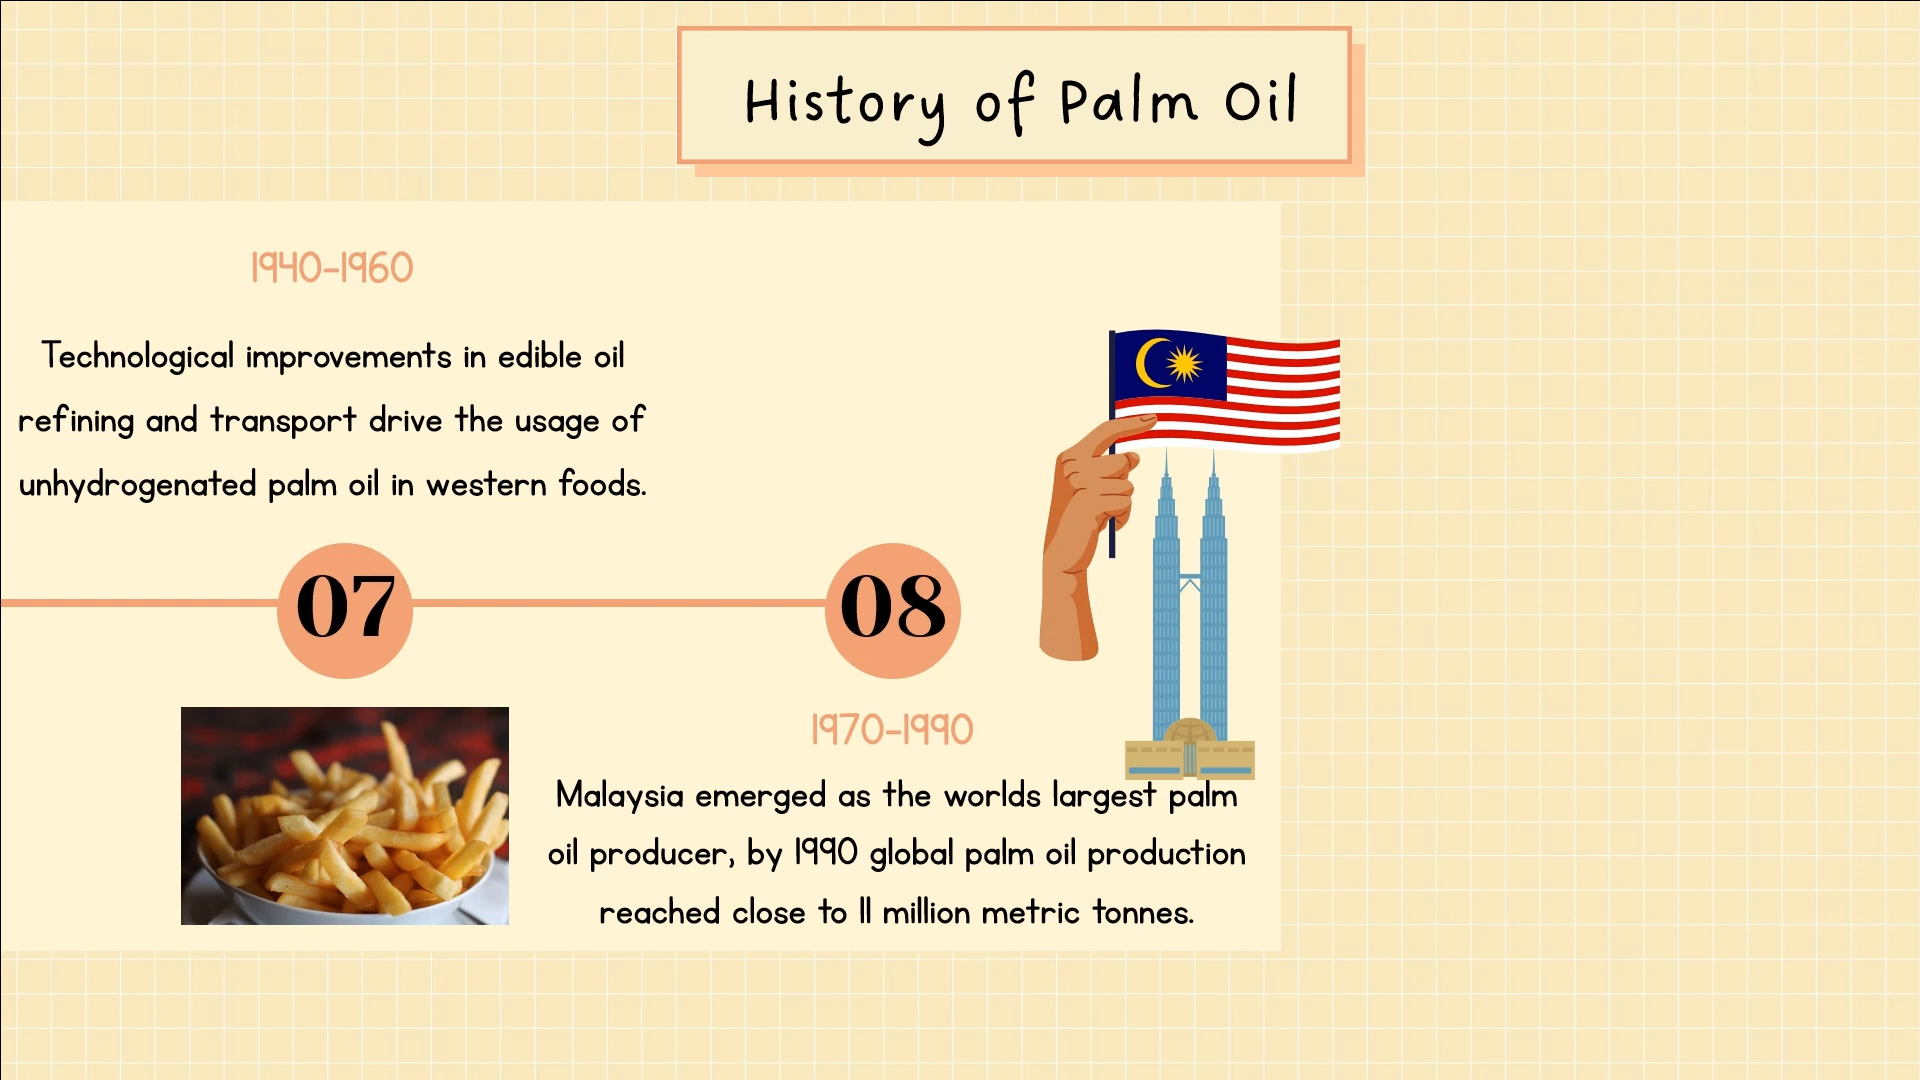 History of Palm Oil
1940-1960
Technological improvements in edible oil
refining and transport drive the usage of
unhydrogenated palm oil in western foods.
07
08
1970-1990
Malaysia emerged as the worlds largest palm
oil producer, by 1990 global palm oil production
reached close to 11 million metric tonnes.